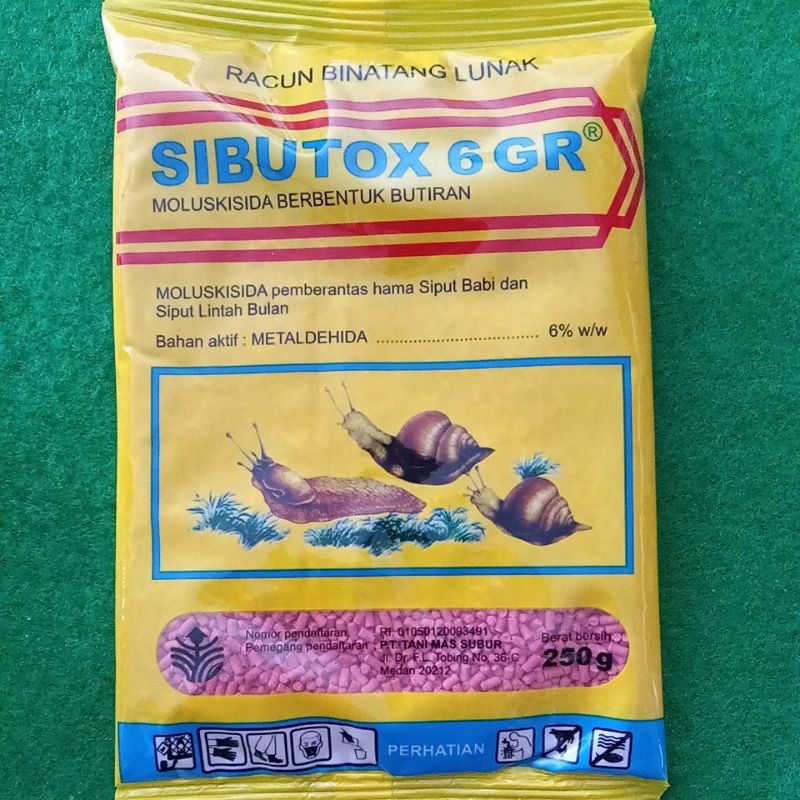 RACUN BINATANG LUNAK
SIBUTOX 6 GR®
MOLUSKISIDA BERBENTUK BUTIRAN
MOLUSKISIDA pemberantas hama Siput Babi dan
Siput Lintah Bulan
Bahan aktif : METALDEHIDA .................................. 6% w/w
Nomor pendaftaran : RI. 01050120093491
Pemegang pendaftaran : P.T. TANI MAS SUBUR
Jl. Dr. F.L. Tobing No. 36-C
Medan 20212
Berat bersih
250 g
PERHATIAN